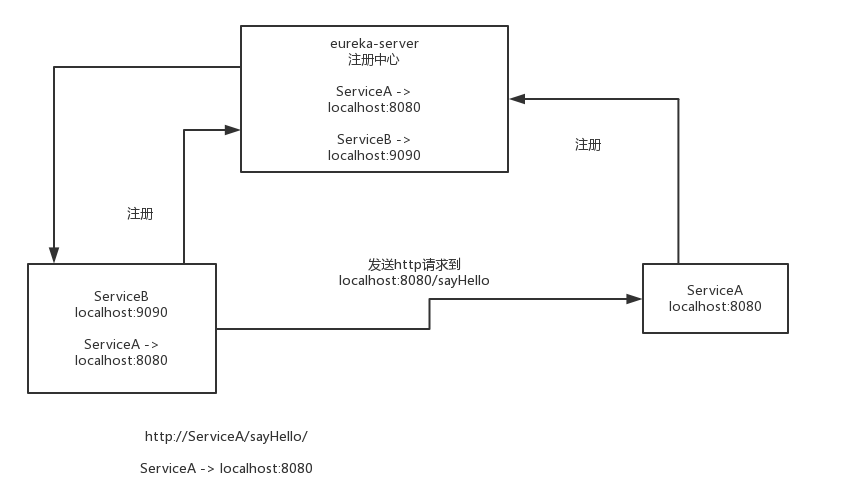 eureka-server
注册中心
ServiceA ->
localhost:8080
ServiceB ->
localhost:9090
注册
注册
发送http请求到
localhost:8080/sayHello
ServiceB
localhost:9090
ServiceA ->
localhost:8080
ServiceA
localhost:8080
http://ServiceA/sayHello/
ServiceA -> localhost:8080